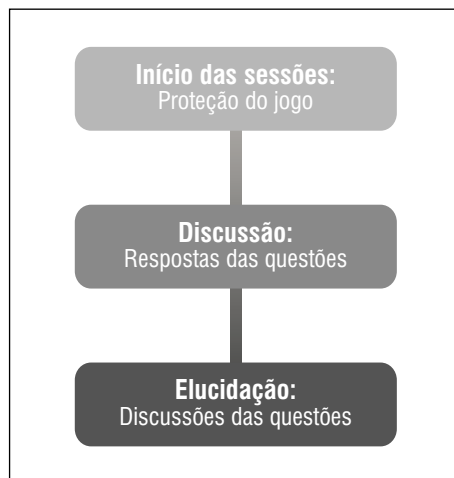 Início das sessões:
Proteção do jogo
Discussão:
Respostas das questões
Elucidação:
Discussões das questões